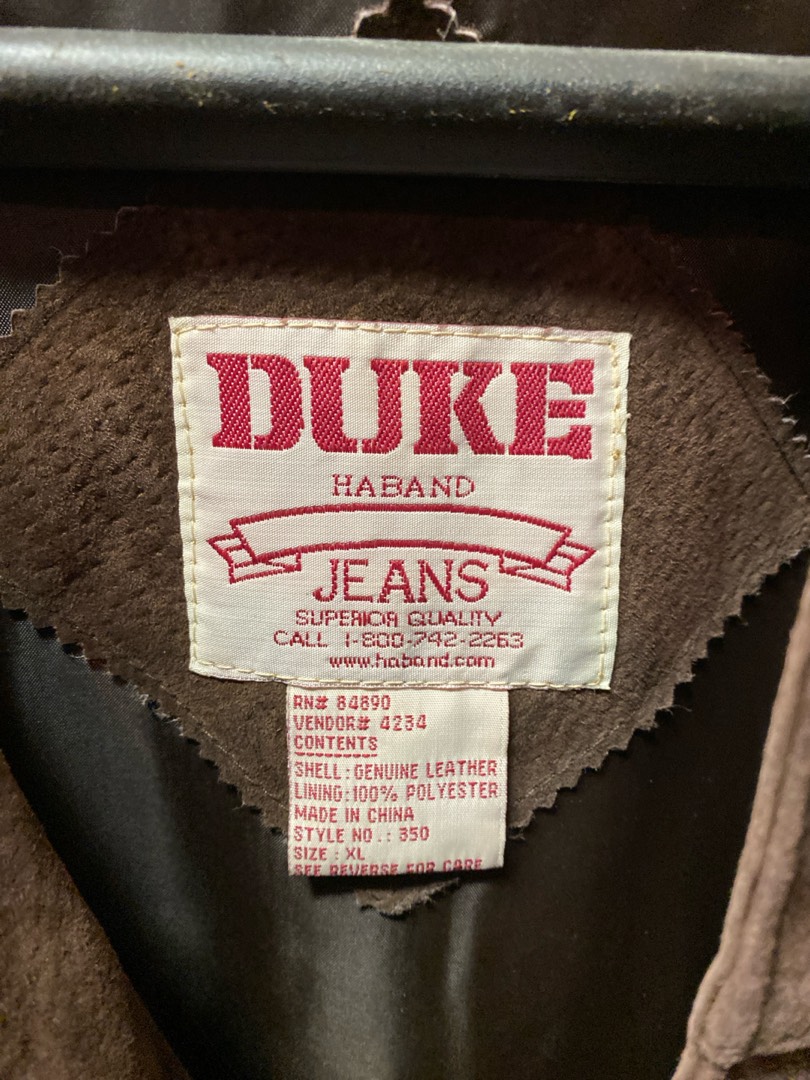 DUKE
HABAND
JEANS
SUPERIOR QUALITY
CALL 1-800-742-2263
www.haband.com
RN# 84890
VENDOR# 4234
CONTENTS
SHELL: GENUINE LEATHER
LINING: 100% POLYESTER
MADE IN CHINA
STYLE NO.: 350
SIZE : XL
SEE REVERSE FOR CARE